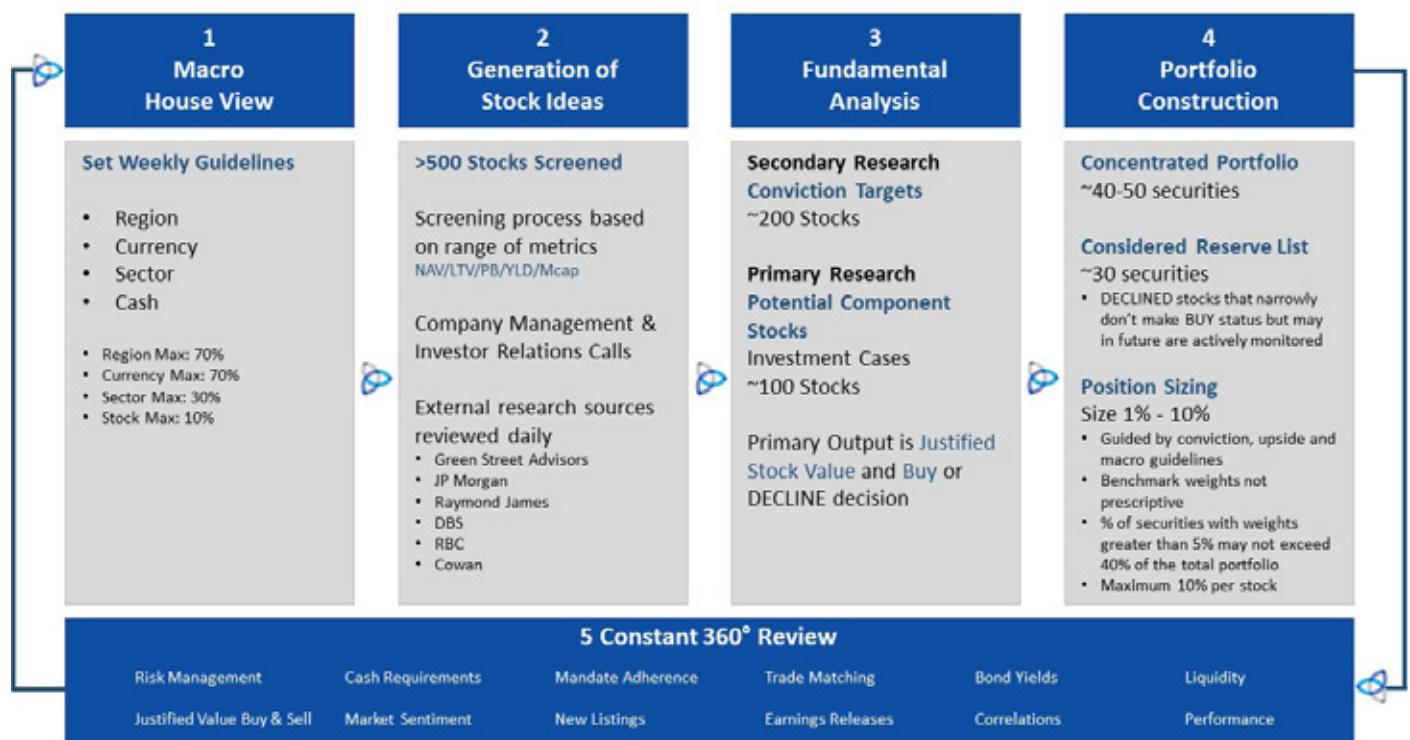 1
Macro
House View
Set Weekly Guidelines
• Region
• Currency
• Sector
• Cash
• Region Max: 70%
• Currency Max: 70%
• Sector Max: 30%
• Stock Max: 10%
2
Generation of
Stock Ideas
>500 Stocks Screened
Screening process based
on range of metrics
NAV/LTV/PB/YLD/Mcap
Company Management &
Investor Relations Calls
External research sources
reviewed daily
• Green Street Advisors
• JP Morgan
• Raymond James
• DBS
• RBC
• Cowan
3
Fundamental
Analysis
Secondary Research
Conviction Targets
~200 Stocks
Primary Research
Potential Component
Stocks
Investment Cases
~100 Stocks
Primary Output is Justified
Stock Value and Buy or
DECLINE decision
4
Portfolio
Construction
Concentrated Portfolio
~40-50 securities
Considered Reserve List
~30 securities
• DECLINED stocks that narrowly
don't make BUY status but may
in future are actively monitored
Position Sizing
Size 1% - 10%
• Guided by conviction, upside and
macro guidelines
• Benchmark weights not
prescriptive
• % of securities with weights
greater than 5% may not exceed
40% of the total portfolio
• Maximum 10% per stock
5 Constant 360° Review
Risk Management Cash Requirements Mandate Adherence Trade Matching Bond Yields Liquidity
Justified Value Buy & Sell Market Sentiment New Listings Earnings Releases Correlations Performance